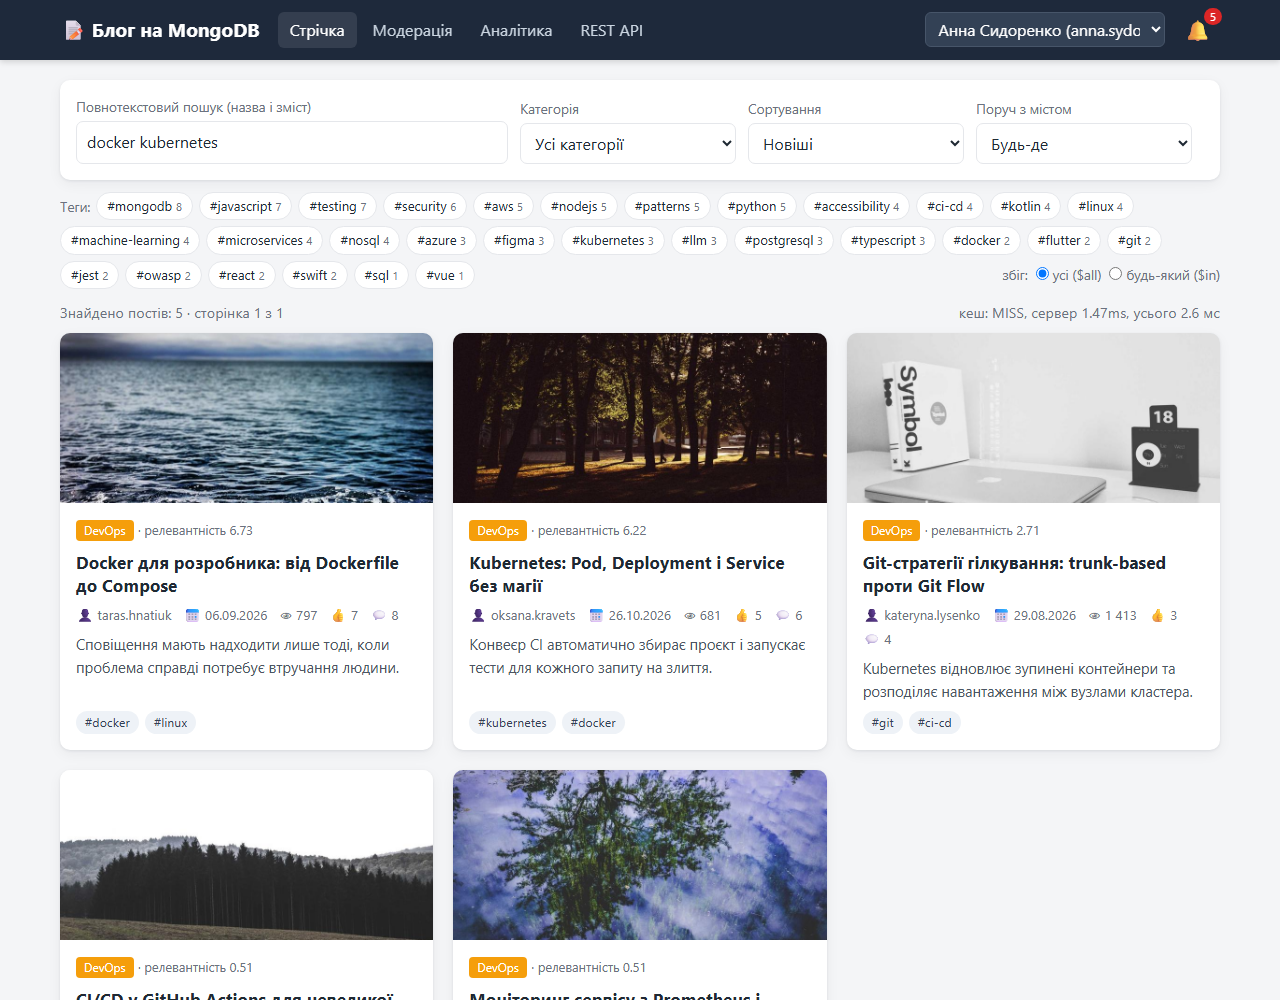 Блог на MongoDB
Стрічка
Модерація
Аналітика
REST API
Анна Сидоренко (anna.sydo
5
Повнотекстовий пошук (назва і зміст)
docker kubernetes
Категорія
Усі категорії
Сортування
Новіші
Поруч з містом
Будь-де
Теги: #mongodb 8 #javascript 7 #testing 7 #security 6 #aws 5 #nodejs 5 #patterns 5 #python 5 #accessibility 4 #ci-cd 4 #kotlin 4 #linux 4
#machine-learning 4 #microservices 4 #nosql 4 #azure 3 #figma 3 #kubernetes 3 #llm 3 #postgresql 3 #typescript 3 #docker 2 #flutter 2 #git 2
#jest 2 #owasp 2 #react 2 #swift 2 #sql 1 #vue 1
збіг: усі ($all) будь-який ($in)
Знайдено постів: 5 · сторінка 1 з 1
кеш: MISS, сервер 1.47ms, усього 2.6 мс
DevOps · релевантність 6.73
Docker для розробника: від Dockerfile
до Compose
taras.hnatiuk 06.09.2026 797 7 8
Сповіщення мають надходити лише тоді, коли
проблема справді потребує втручання людини.
#docker #linux
DevOps · релевантність 6.22
Kubernetes: Pod, Deployment і Service
без магії
oksana.kravets 26.10.2026 681 5 6
Конвеєр CI автоматично збирає проєкт і запускає
тести для кожного запиту на злиття.
#kubernetes #docker
Symbol
18
DevOps · релевантність 2.71
Git-стратегії гілкування: trunk-based
проти Git Flow
kateryna.lysenko 29.08.2026 1 413 3
4
Kubernetes відновлює зупинені контейнери та
розподіляє навантаження між вузлами кластера.
#git #ci-cd
DevOps · релевантність 0.51
CI/CD у GitHub Actions для невеликої
DevOps · релевантність 0.51
Моніторинг сервісу з Prometheus і